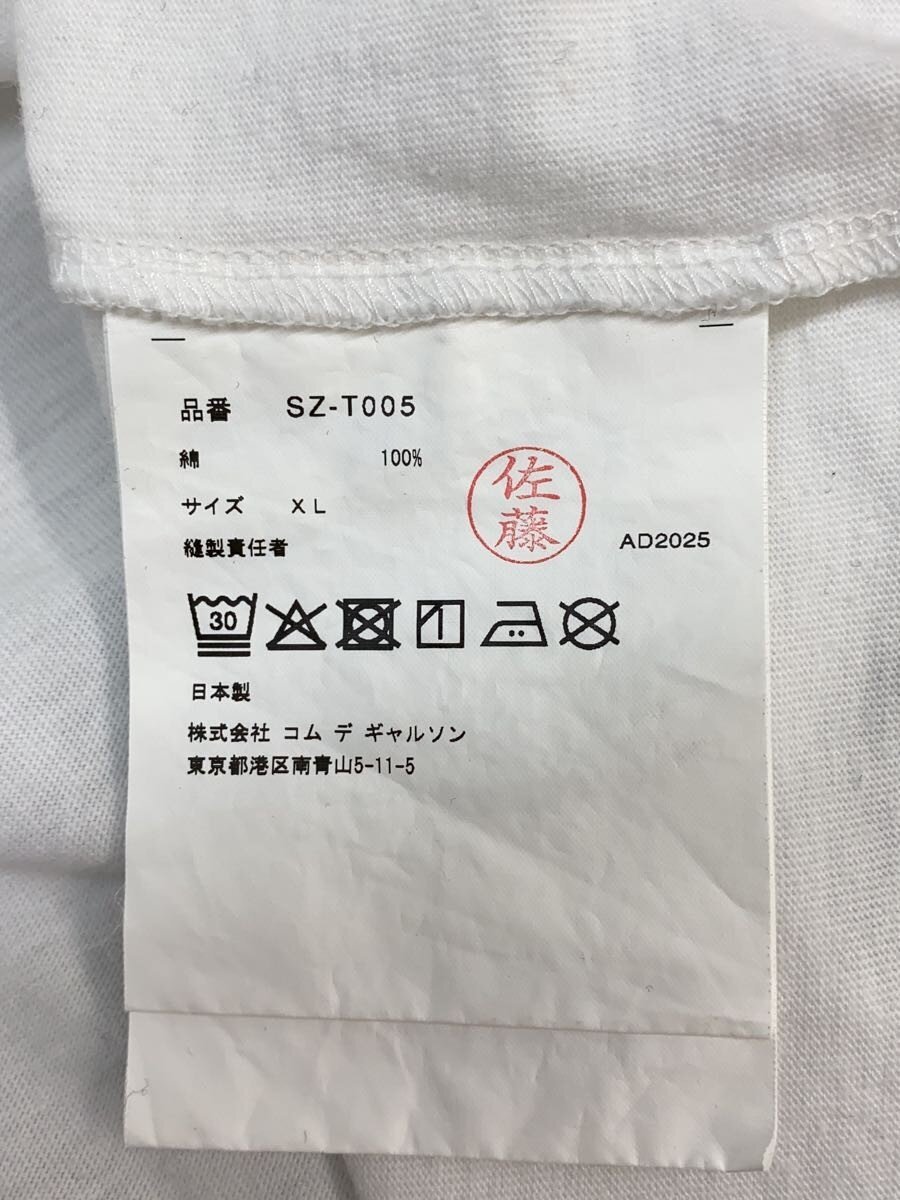 品番 SZ-T005
綿 100%
サイズ XL
縫製責任者 佐藤 AD2025
30
日本製
株式会社 コム デ ギャルソン
東京都港区南青山5-11-5